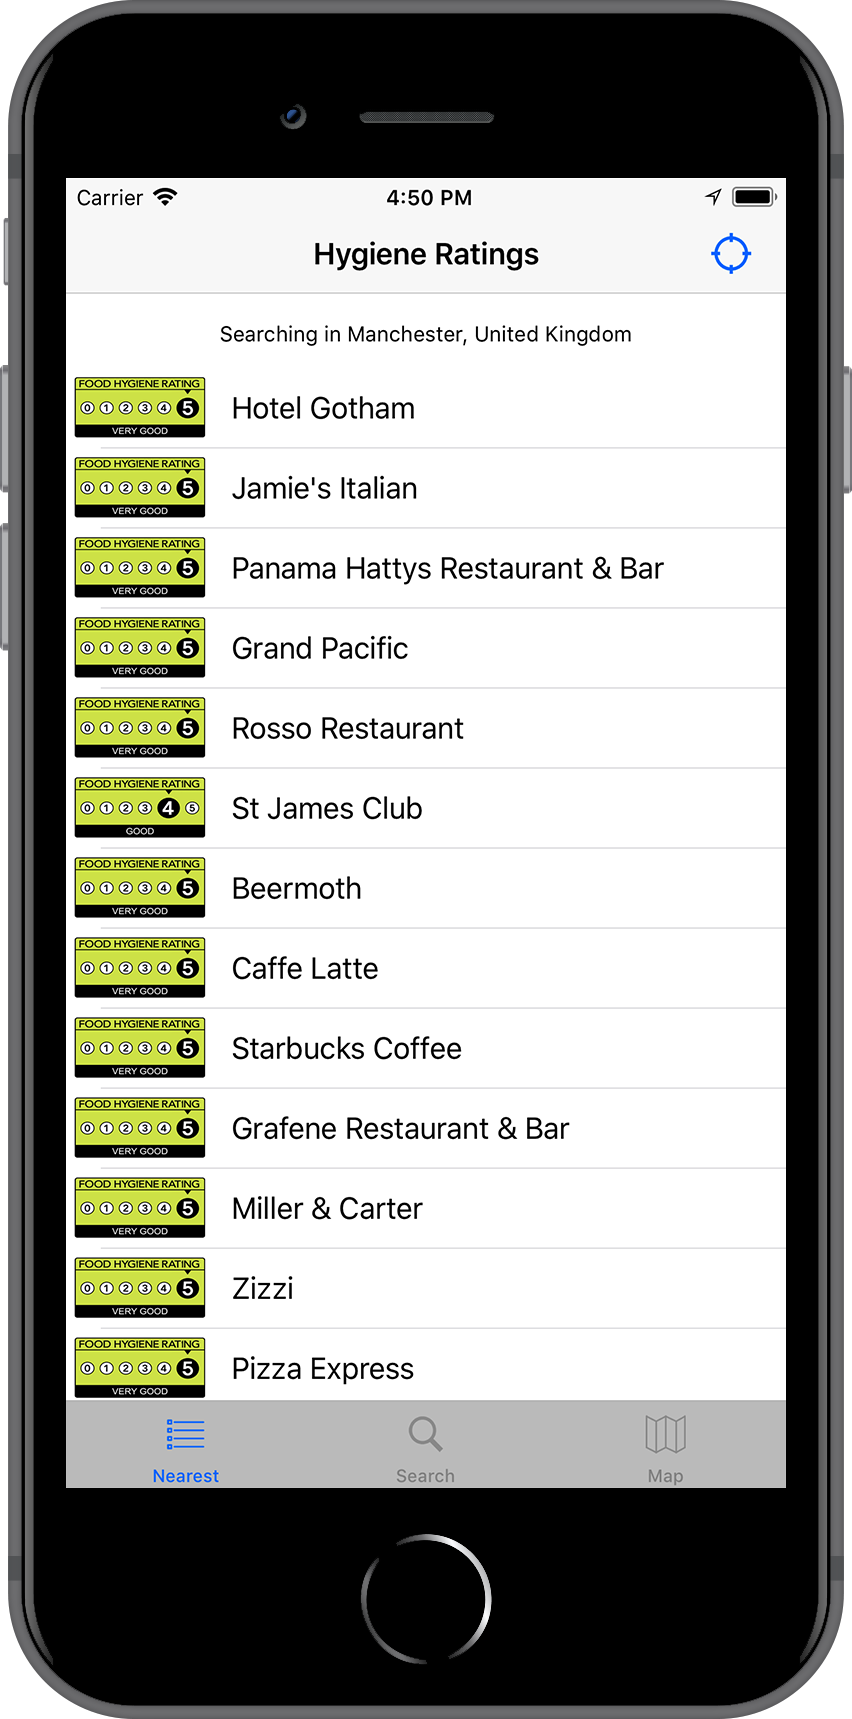 Carrier 4:50 PM
Hygiene Ratings
Searching in Manchester, United Kingdom
FOOD HYGIENE RATING
0 1 2 3 4 5
VERY GOOD
Hotel Gotham
FOOD HYGIENE RATING
0 1 2 3 4 5
VERY GOOD
Jamie's Italian
FOOD HYGIENE RATING
0 1 2 3 4 5
VERY GOOD
Panama Hattys Restaurant & Bar
FOOD HYGIENE RATING
0 1 2 3 4 5
VERY GOOD
Grand Pacific
FOOD HYGIENE RATING
0 1 2 3 4 5
VERY GOOD
Rosso Restaurant
FOOD HYGIENE RATING
0 1 2 3 4 5
GOOD
St James Club
FOOD HYGIENE RATING
0 1 2 3 4 5
VERY GOOD
Beermoth
FOOD HYGIENE RATING
0 1 2 3 4 5
VERY GOOD
Caffe Latte
FOOD HYGIENE RATING
0 1 2 3 4 5
VERY GOOD
Starbucks Coffee
FOOD HYGIENE RATING
0 1 2 3 4 5
VERY GOOD
Grafene Restaurant & Bar
FOOD HYGIENE RATING
0 1 2 3 4 5
VERY GOOD
Miller & Carter
FOOD HYGIENE RATING
0 1 2 3 4 5
VERY GOOD
Zizzi
FOOD HYGIENE RATING
0 1 2 3 4 5
VERY GOOD
Pizza Express
Nearest Search Map